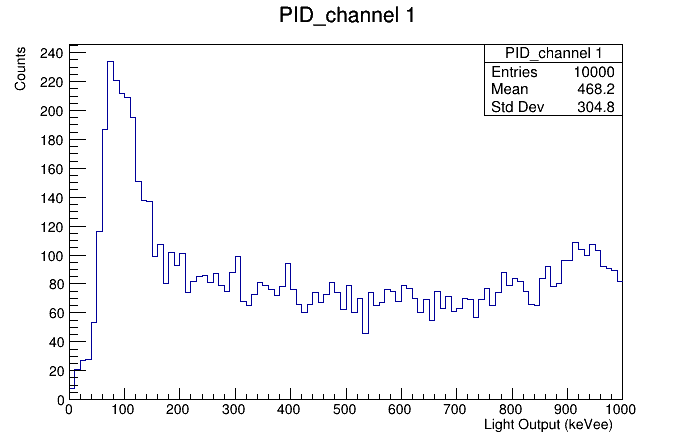 PID_channel 1
Counts
240
220
200
180
160
140
120
100
80
60
40
20
0
PID_channel 1
Entries 10000
Mean 468.2
Std Dev 304.8
0 100 200 300 400 500 600 700 800 900 1000
Light Output (keVee)